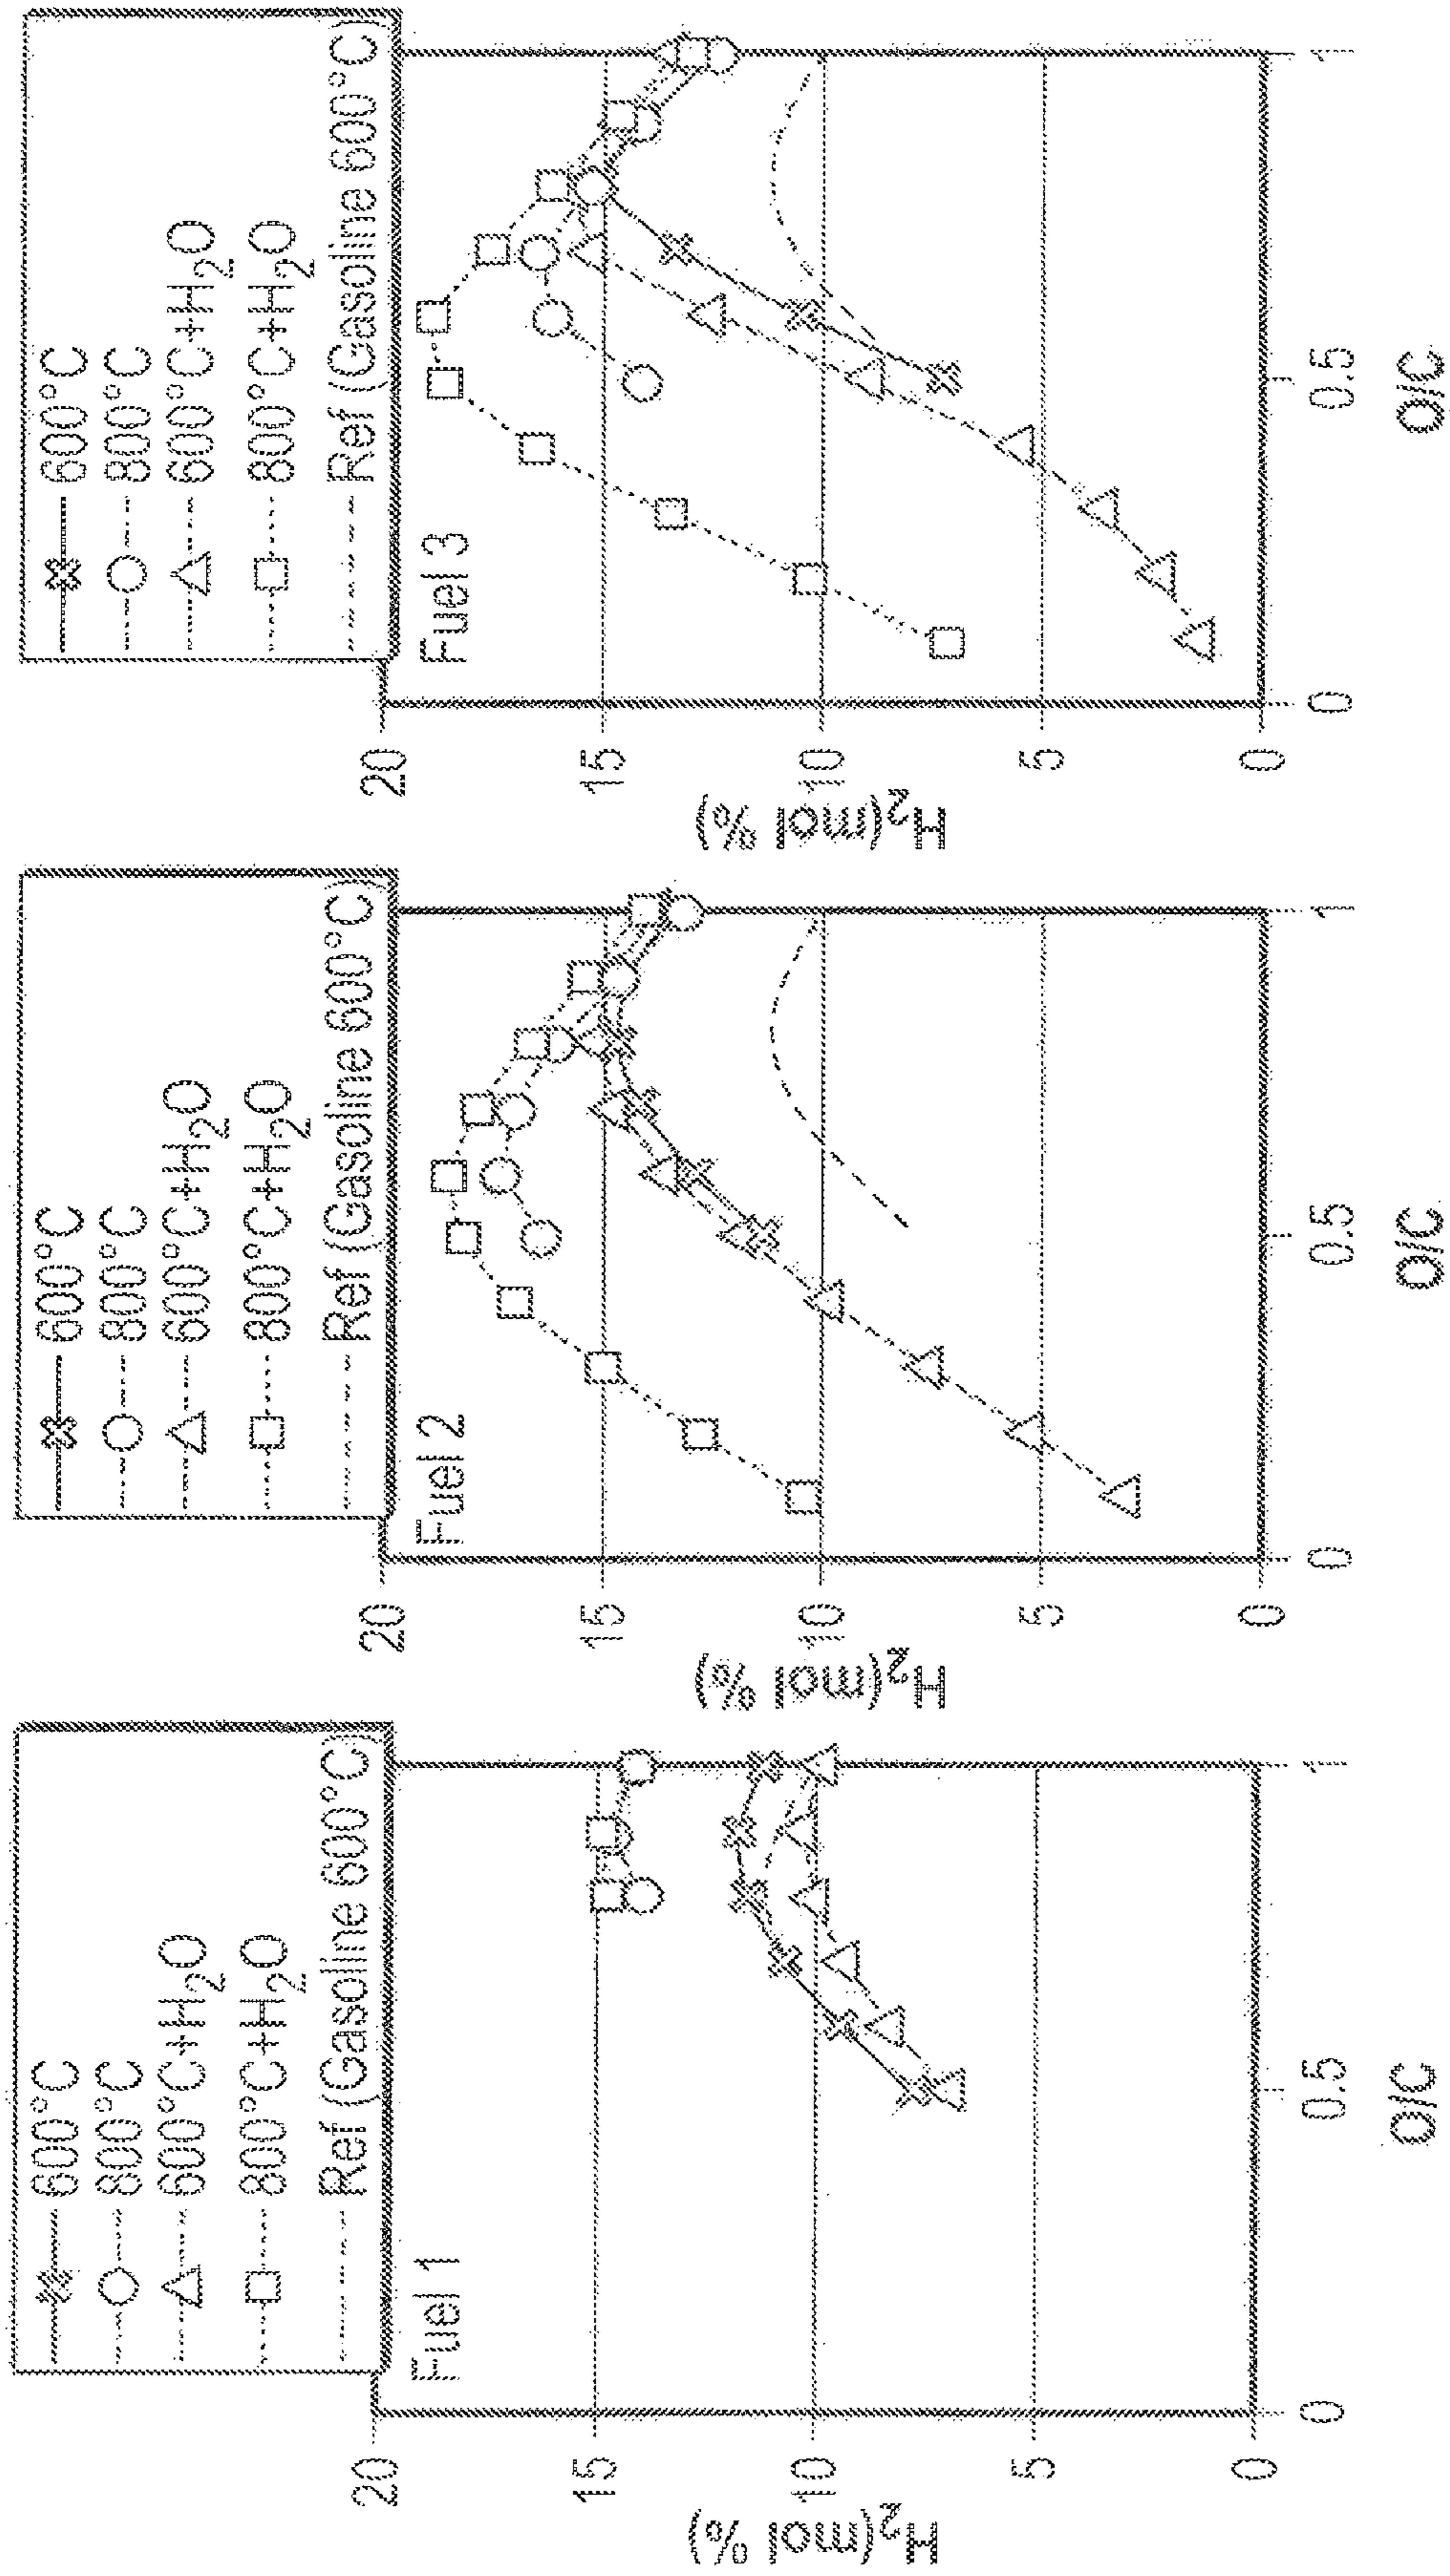 600°C
800°C
600°C+H₂O
800°C+H₂O
Ref (Gasoline 600°C)
Fuel 1
20
15
10
5
0
H₂(mol %)
0
0.5
1
O/C
600°C
800°C
600°C+H₂O
800°C+H₂O
Ref (Gasoline 600°C)
Fuel 2
20
15
10
5
0
H₂(mol %)
0
0.5
1
O/C
600°C
800°C
600°C+H₂O
800°C+H₂O
Ref (Gasoline 600°C)
Fuel 3
20
15
10
5
0
H₂(mol %)
0
0.5
1
O/C